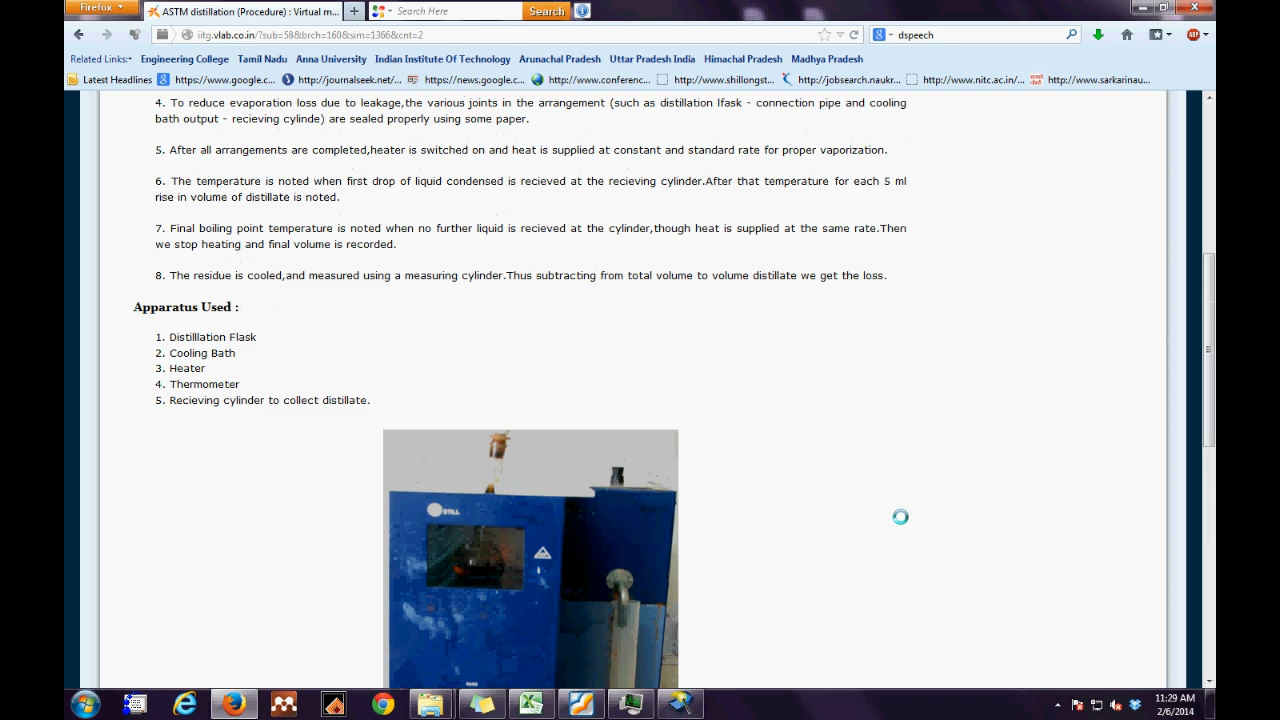 Firefox
ASTM distillation (Procedure) : Virtual m...
Search Here
Search
iitg.vlab.co.in/?sub=58&brch=160&sim=1366&cnt=2
dspeech
Related Links:
Engineering College
Tamil Nadu
Anna University
Indian Institute Of Technology
Arunachal Pradesh
Uttar Pradesh India
Himachal Pradesh
Madhya Pradesh
Latest Headlines
https://www.google.c...
http://journalseek.net/...
https://news.google.c...
http://www.conferenc...
http://www.shillongst...
http://jobsearch.naukr...
http://www.nitc.ac.in/...
http://www.sarkarinau...
4. To reduce evaporation loss due to leakage,the various joints in the arrangement (such as distillation lfask - connection pipe and cooling
bath output - recieving cylinde) are sealed properly using some paper.
5. After all arrangements are completed,heater is switched on and heat is supplied at constant and standard rate for proper vaporization.
6. The temperature is noted when first drop of liquid condensed is recieved at the recieving cylinder.After that temperature for each 5 ml
rise in volume of distillate is noted.
7. Final boiling point temperature is noted when no further liquid is recieved at the cylinder,though heat is supplied at the same rate.Then
we stop heating and final volume is recorded.
8. The residue is cooled,and measured using a measuring cylinder.Thus subtracting from total volume to volume distillate we get the loss.
Apparatus Used :
1. Distilllation Flask
2. Cooling Bath
3. Heater
4. Thermometer
5. Recieving cylinder to collect distillate.
STILL
11:29 AM
2/6/2014